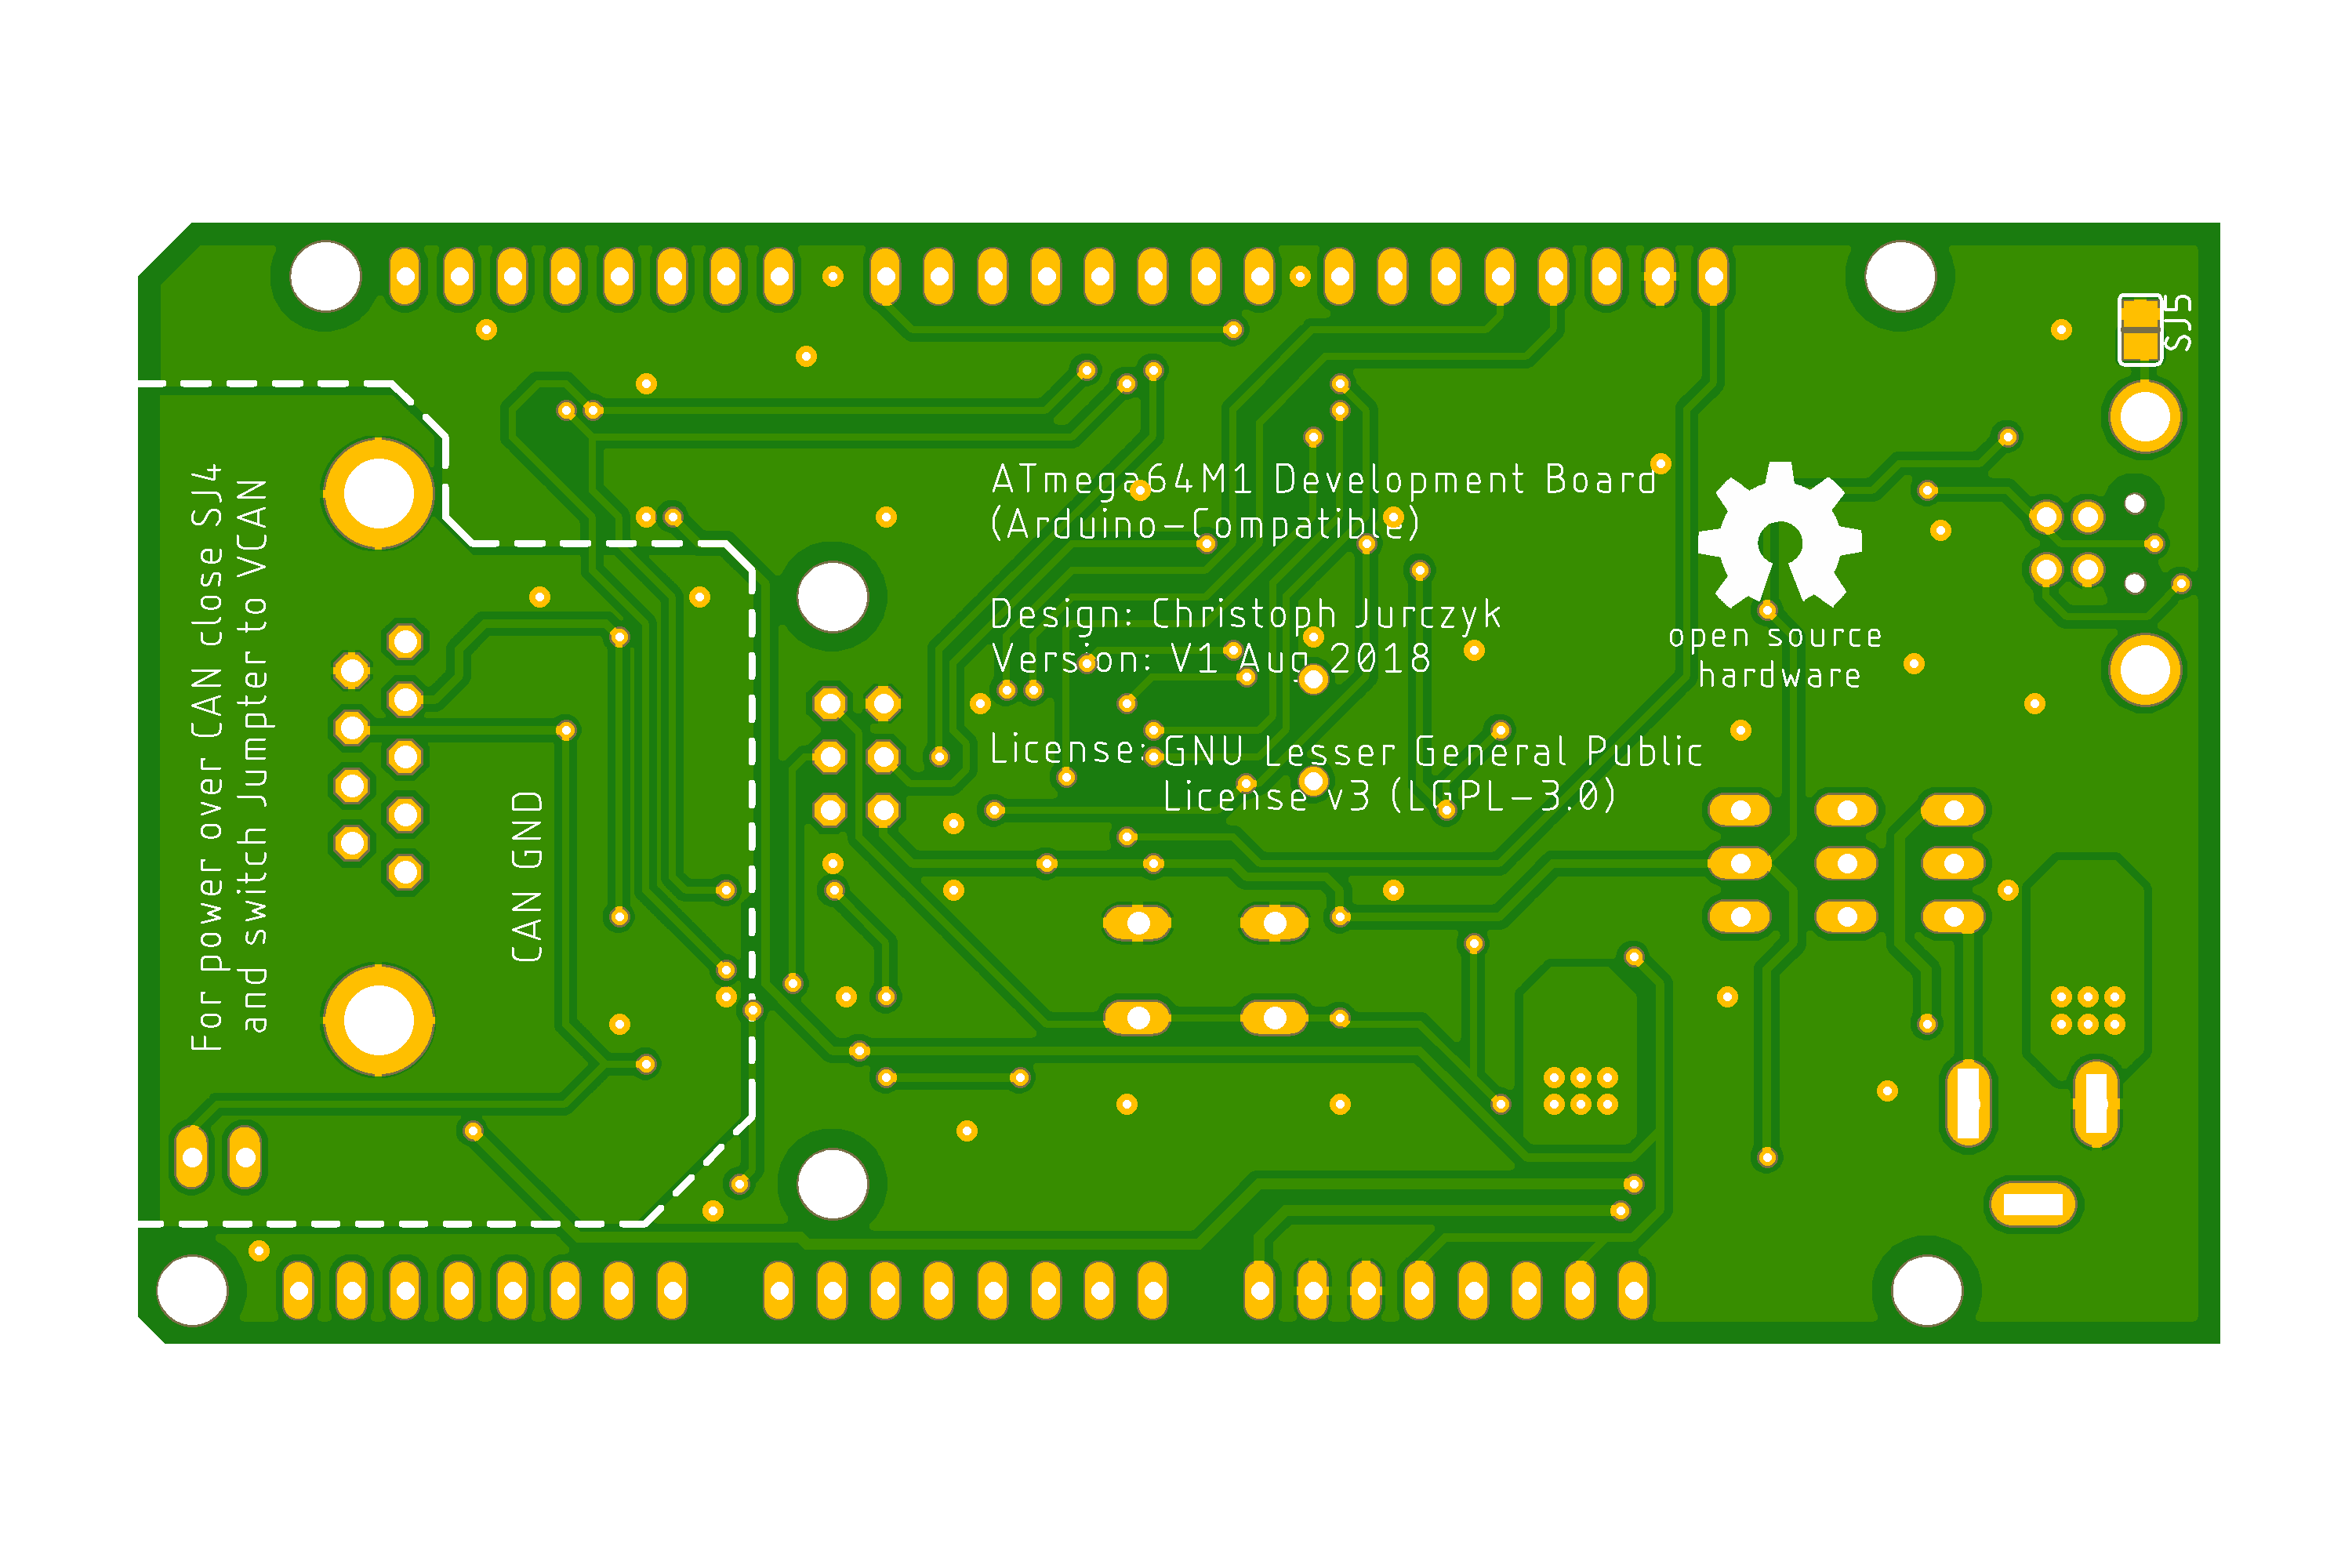 For power over CAN close SJ4
and switch Jumpter to VCAN
CAN GND
ATmega64M1 Development Board
(Arduino-Compatible)
Design: Christoph Jurczyk
Version: V1 Aug 2018
License: GNU Lesser General Public
License v3 (LGPL-3.0)
open source
hardware
SJ5